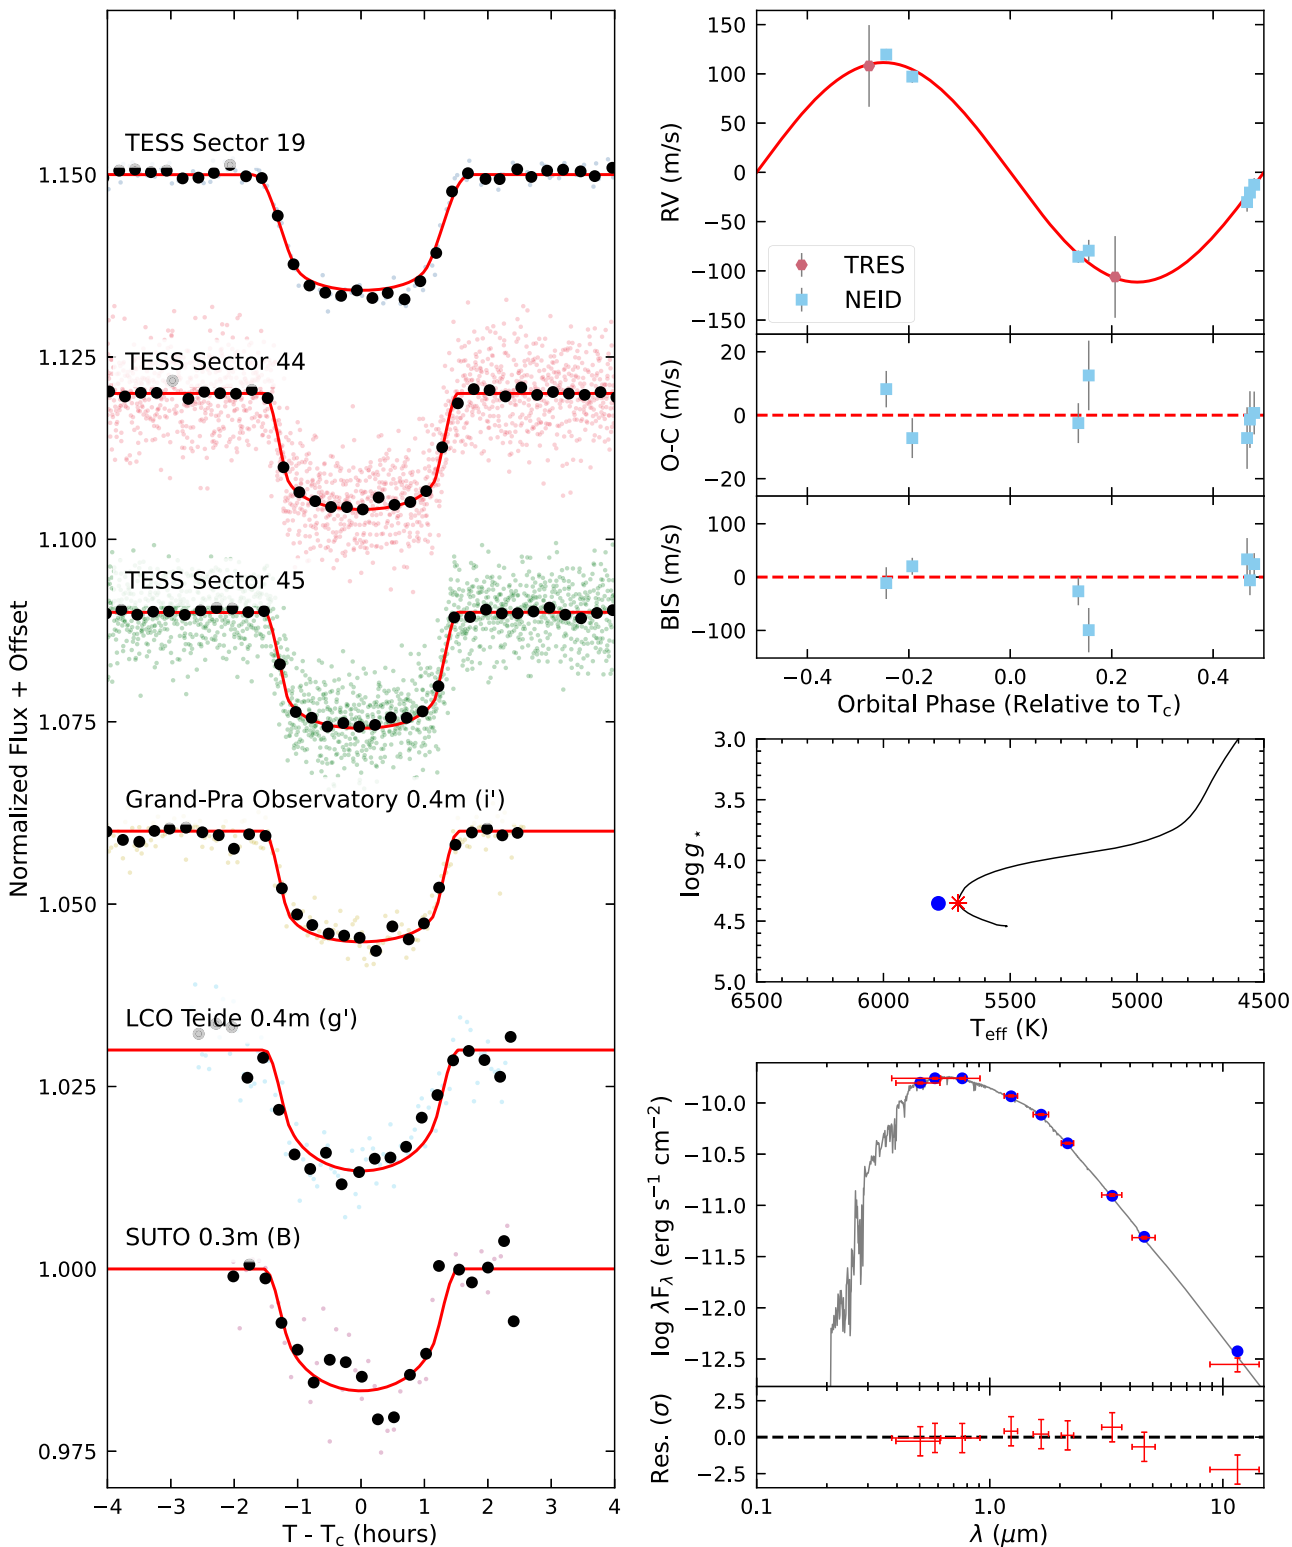 TESS Sector 19
TESS Sector 44
TESS Sector 45
Grand-Pra Observatory 0.4m (i')
LCO Teide 0.4m (g')
SUTO 0.3m (B)
1.150
1.125
1.100
1.075
1.050
1.025
1.000
0.975
Normalized Flux + Offset
−4 −3 −2 −1 0 1 2 3 4
T - Tc (hours)
150
100
50
0
−50
−100
−150
RV (m/s)
TRES
NEID
20
0
−20
O-C (m/s)
100
0
−100
BIS (m/s)
−0.4 −0.2 0.0 0.2 0.4
Orbital Phase (Relative to Tc)
3.0
3.5
4.0
4.5
5.0
log g⋆
6500 6000 5500 5000 4500
Teff (K)
−10.0
−10.5
−11.0
−11.5
−12.0
−12.5
log λFλ (erg s−1 cm−2)
2.5
0.0
−2.5
Res. (σ)
0.1 1.0 10
λ (μm)